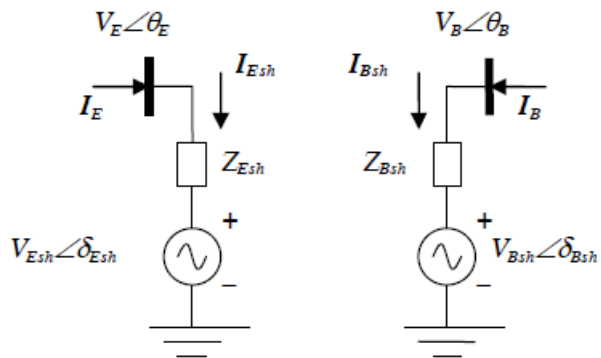 V_E∠θ_E
V_B∠θ_B
I_Esh
I_Bsh
I_E
I_B
Z_Esh
Z_Bsh
+
+
V_Esh∠δ_Esh
V_Bsh∠δ_Bsh
−
−